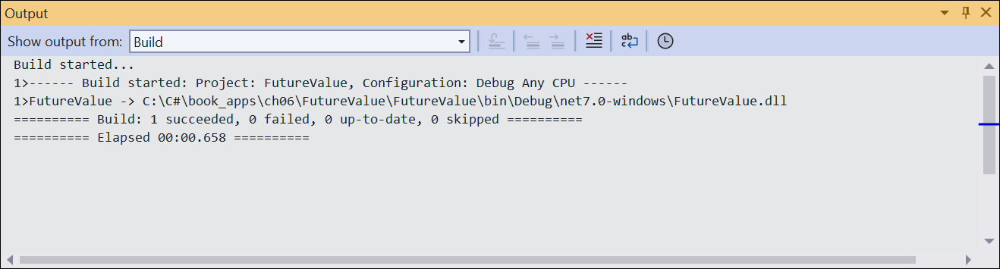 Output
Show output from: Build
Build started...
1>------ Build started: Project: FutureValue, Configuration: Debug Any CPU ------
1>FutureValue -> C:\C#\book_apps\ch06\FutureValue\FutureValue\bin\Debug\net7.0-windows\FutureValue.dll
========== Build: 1 succeeded, 0 failed, 0 up-to-date, 0 skipped ==========
========== Elapsed 00:00.658 ==========